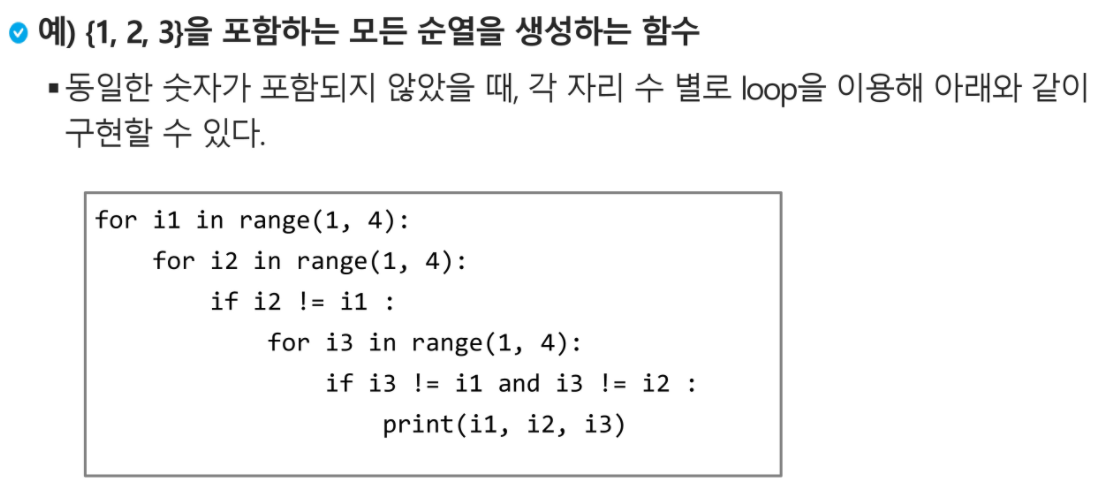 예) {1, 2, 3}을 포함하는 모든 순열을 생성하는 함수
▪동일한 숫자가 포함되지 않았을 때, 각 자리 수 별로 loop을 이용해 아래와 같이
구현할 수 있다.
for i1 in range(1, 4):
    for i2 in range(1, 4):
        if i2 != i1 :
            for i3 in range(1, 4):
                if i3 != i1 and i3 != i2 :
                    print(i1, i2, i3)